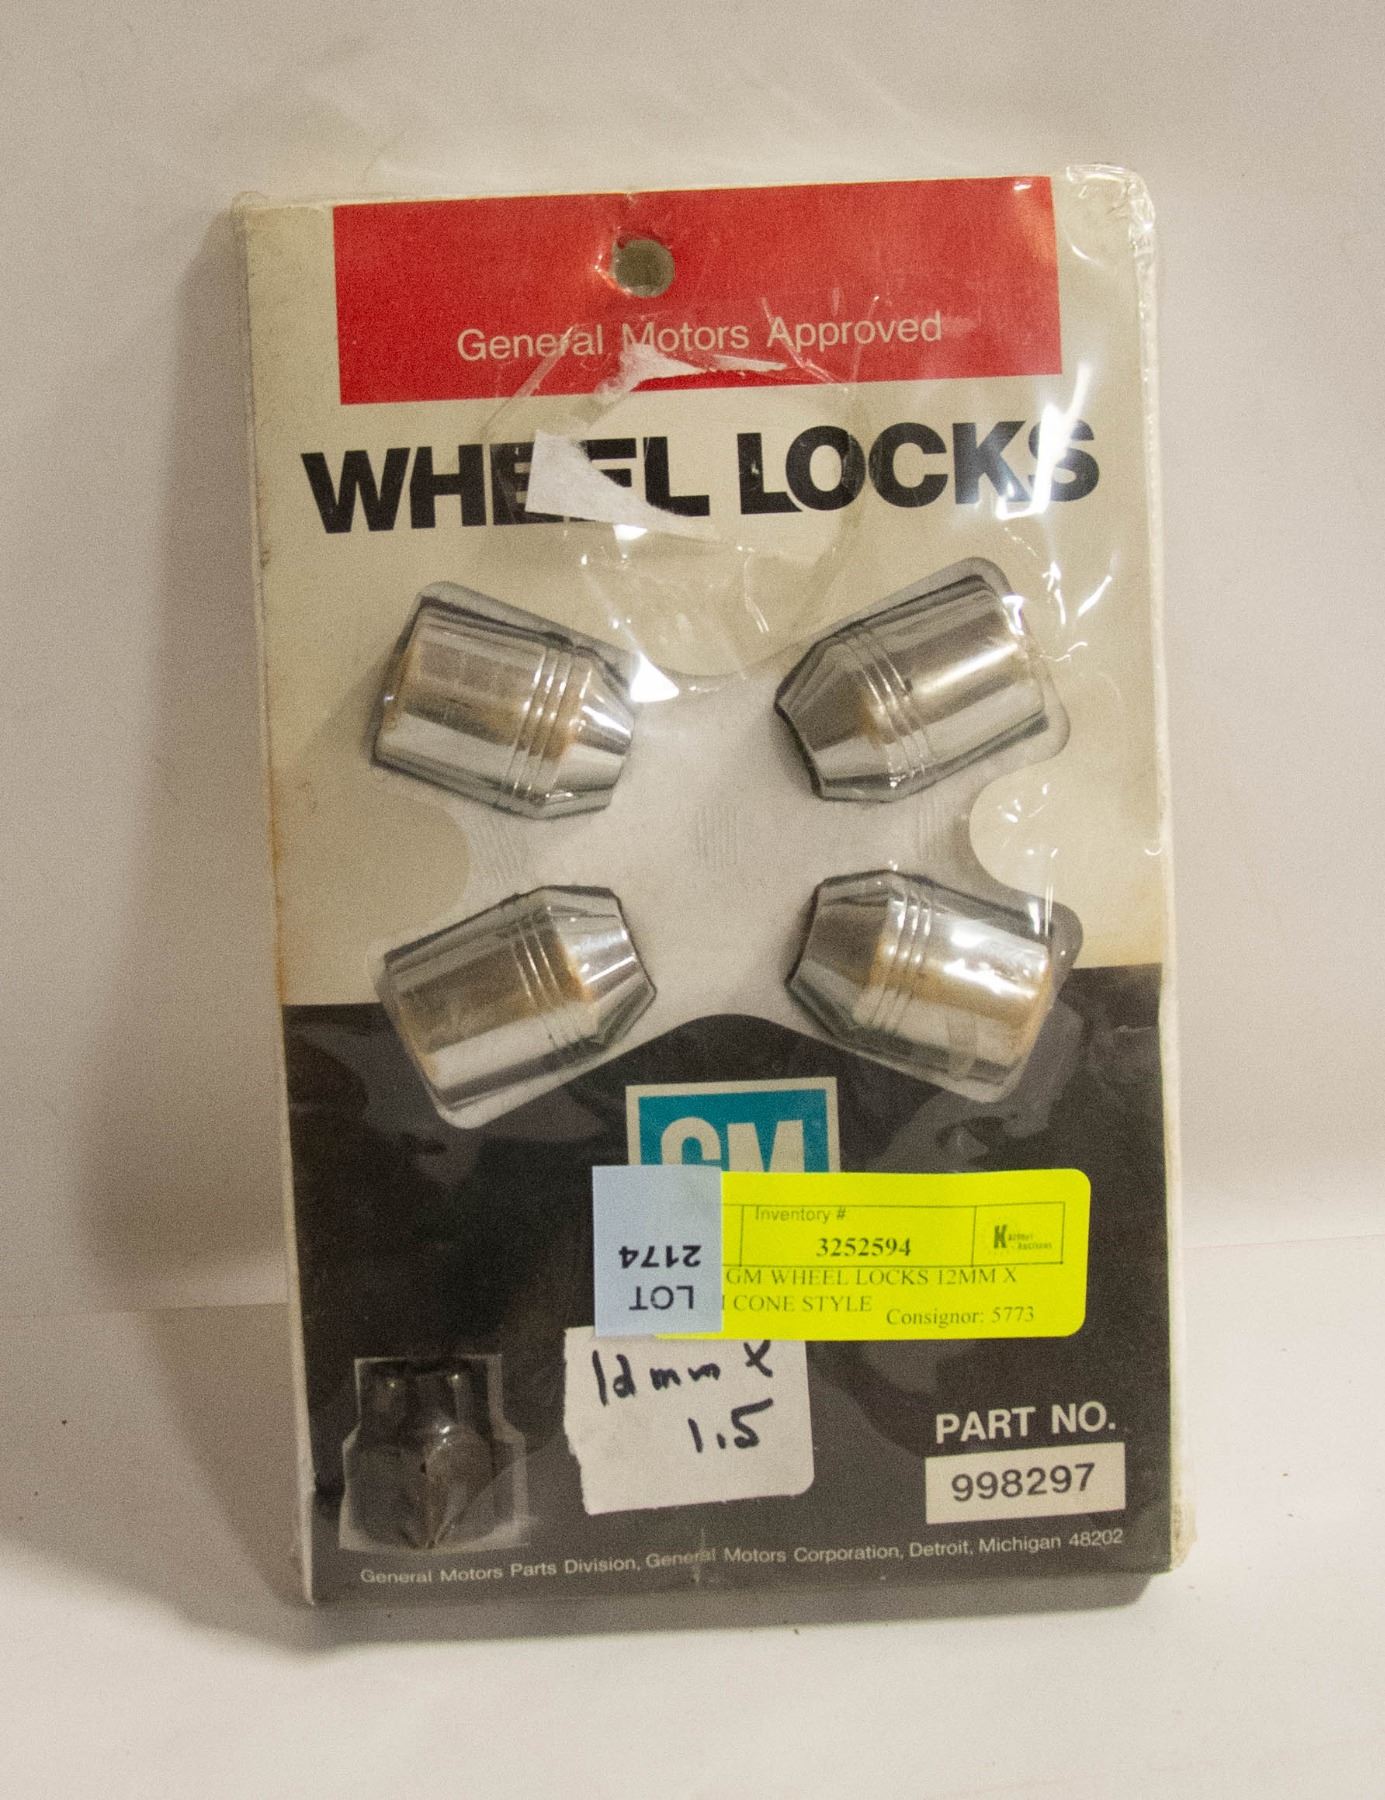 General Motors Approved
WHEEL LOCKS
GM
Inventory #
3252594
GM WHEEL LOCKS 12MM X
CONE STYLE
Consignor: 5773
LOT
2174
12mm x
1.5
PART NO.
998297
General Motors Parts Division, General Motors Corporation, Detroit, Michigan 48202